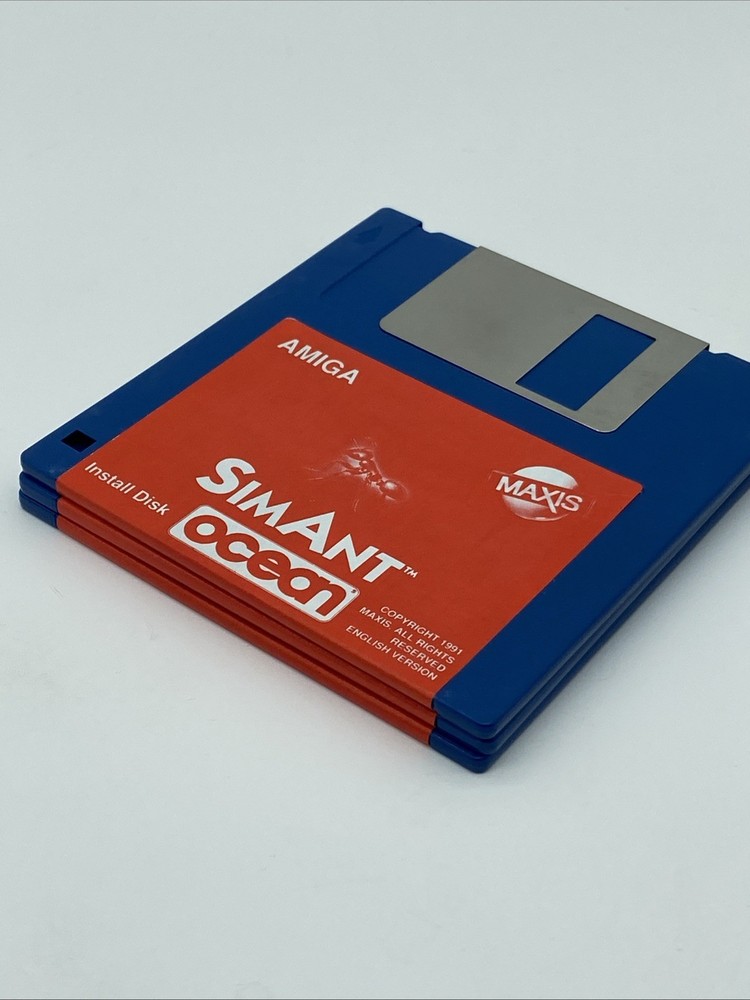 AMIGA
MAXIS
SIMANT™
Install Disk
ocean
COPYRIGHT 1991
MAXIS. ALL RIGHTS
RESERVED
ENGLISH VERSION